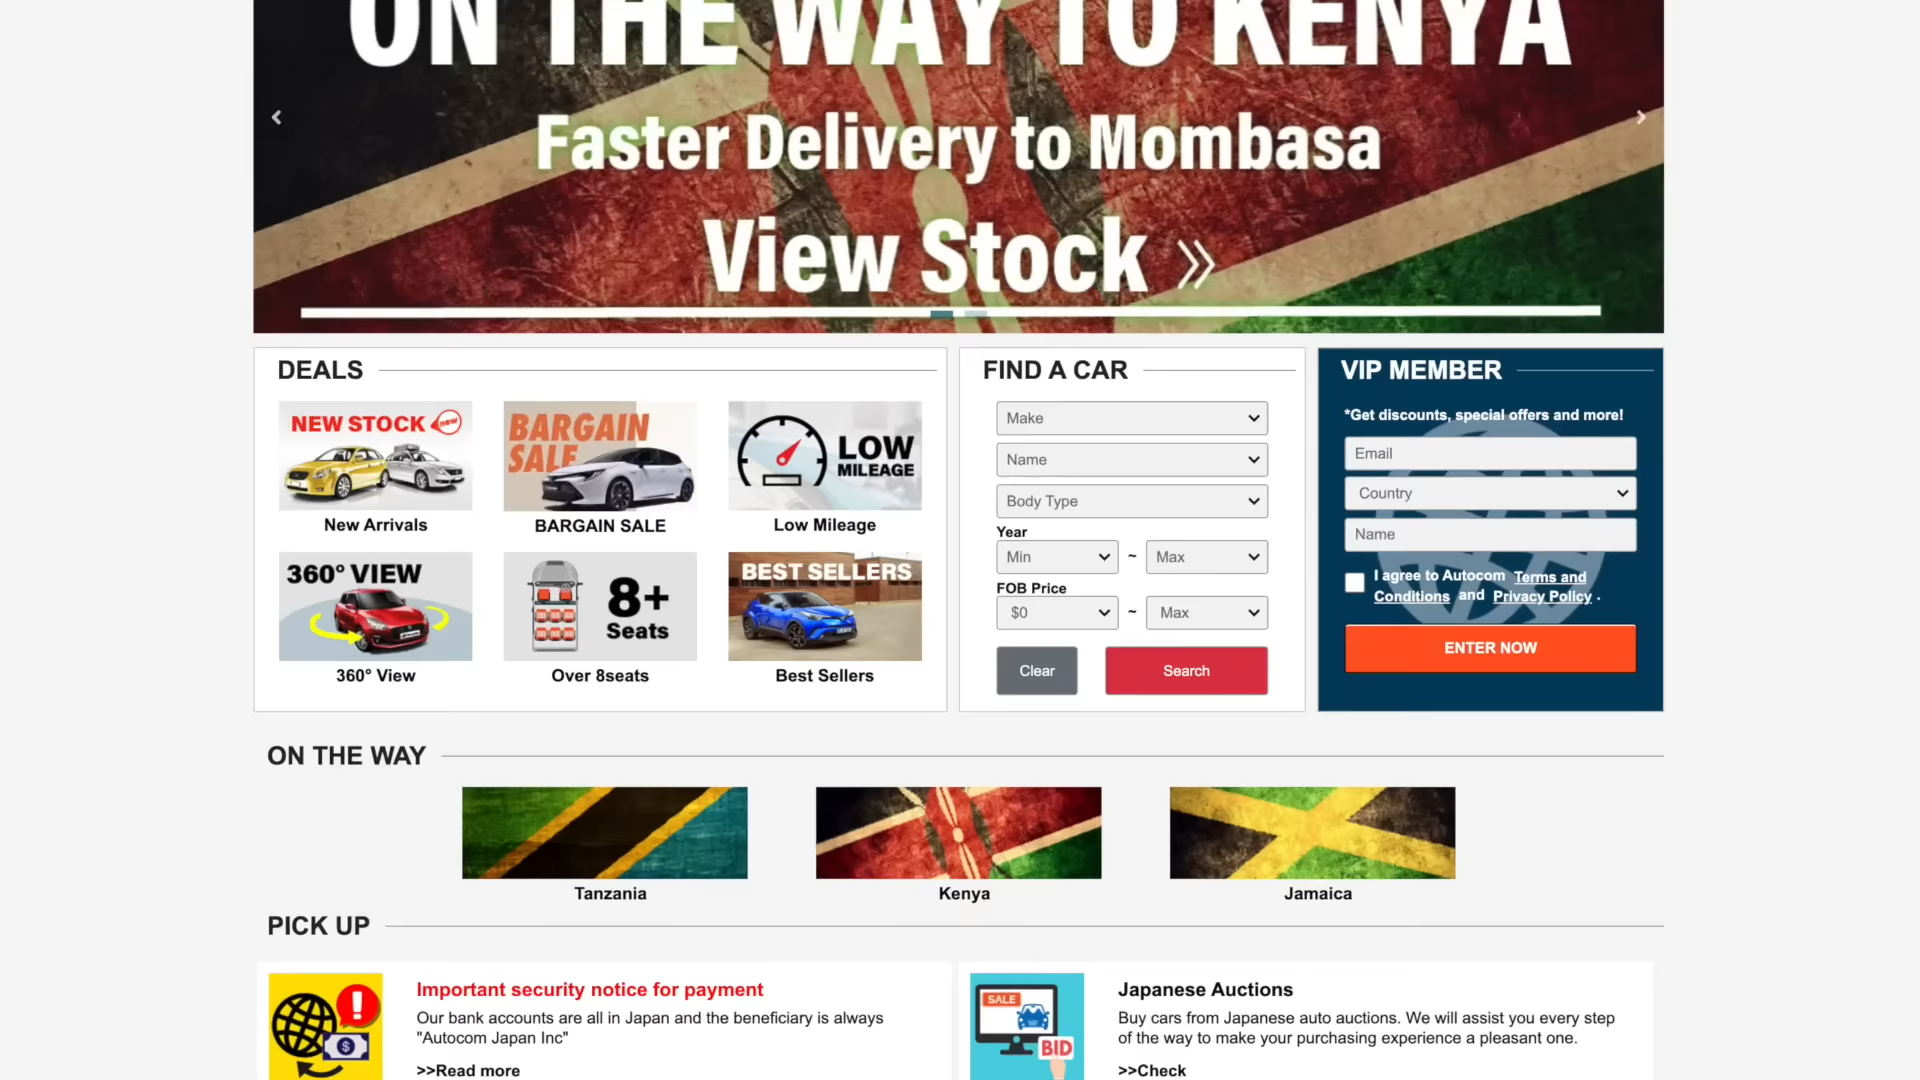 ON THE WAY TO KENYA
Faster Delivery to Mombasa
View Stock »
DEALS
NEW STOCK new
New Arrivals
BARGAIN
SALE
BARGAIN SALE
LOW
MILEAGE
Low Mileage
360° VIEW
360° View
8+
Seats
Over 8seats
BEST SELLERS
Best Sellers
FIND A CAR
Make
Name
Body Type
Year
Min ~ Max
FOB Price
$0 ~ Max
Clear Search
VIP MEMBER
*Get discounts, special offers and more!
Email
Country
Name
I agree to Autocom Terms and
Conditions and Privacy Policy .
ENTER NOW
ON THE WAY
Tanzania
Kenya
Jamaica
PICK UP
Important security notice for payment
Our bank accounts are all in Japan and the beneficiary is always
"Autocom Japan Inc"
>>Read more
SALE
BID
Japanese Auctions
Buy cars from Japanese auto auctions. We will assist you every step
of the way to make your purchasing experience a pleasant one.
>>Check